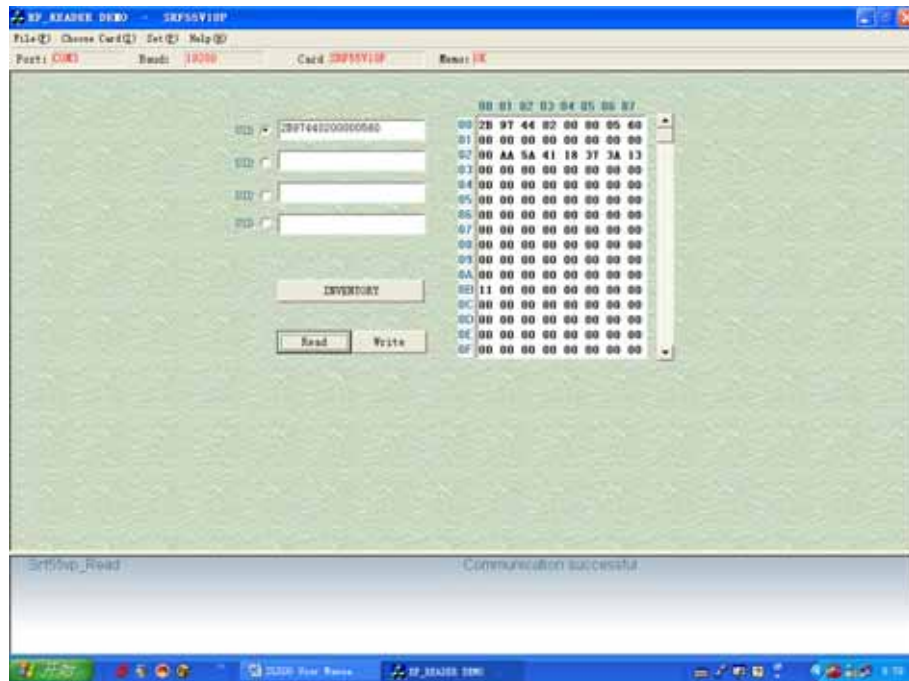 RF_READER DEMO - SRF55V10P
File(F) Choose Card(C) Set(S) Help(H)
Port: COM3 Baud: 19200 Card SRF55V10P Memo: OK
00 01 02 03 04 05 06 07
UID 2B97440200000560
UID
UID
UID
00 2B 97 44 02 00 00 05 60
01 00 00 00 00 00 00 00 00
02 00 AA 5A 41 18 37 3A 13
03 00 00 00 00 00 00 00 00
04 00 00 00 00 00 00 00 00
05 00 00 00 00 00 00 00 00
06 00 00 00 00 00 00 00 00
07 00 00 00 00 00 00 00 00
08 00 00 00 00 00 00 00 00
09 00 00 00 00 00 00 00 00
0A 00 00 00 00 00 00 00 00
0B 11 00 00 00 00 00 00 00
0C 00 00 00 00 00 00 00 00
0D 00 00 00 00 00 00 00 00
0E 00 00 00 00 00 00 00 00
0F 00 00 00 00 00 00 00 00
INVENTORY
Read Write
Srf55vp_Read Communication successful
开始 User RF_READER DEMO